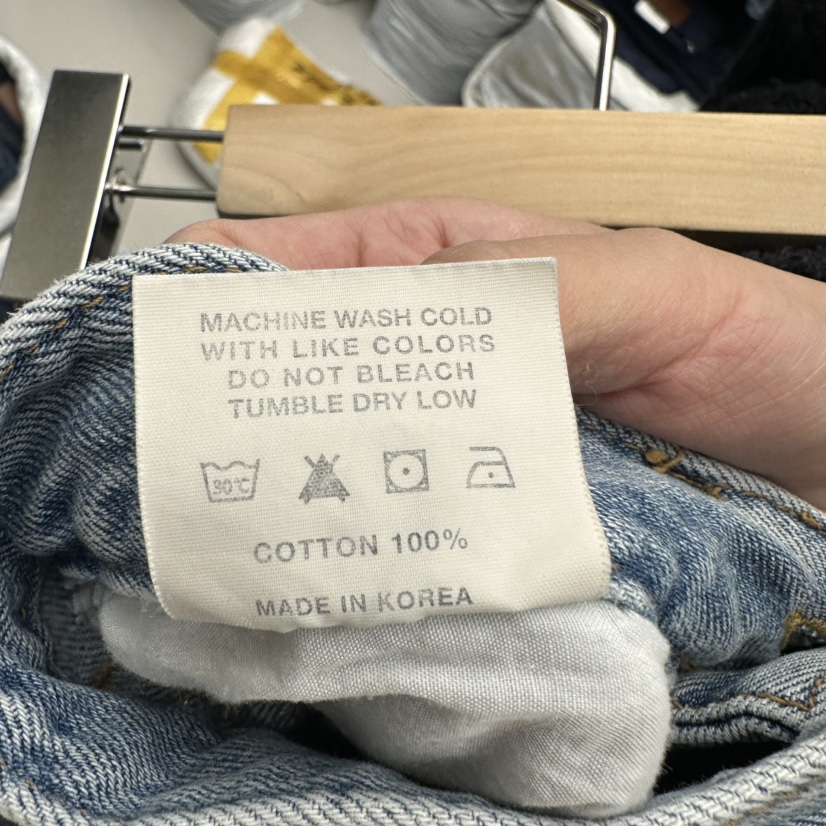 MACHINE WASH COLD
WITH LIKE COLORS
DO NOT BLEACH
TUMBLE DRY LOW
30°C
COTTON 100%
MADE IN KOREA